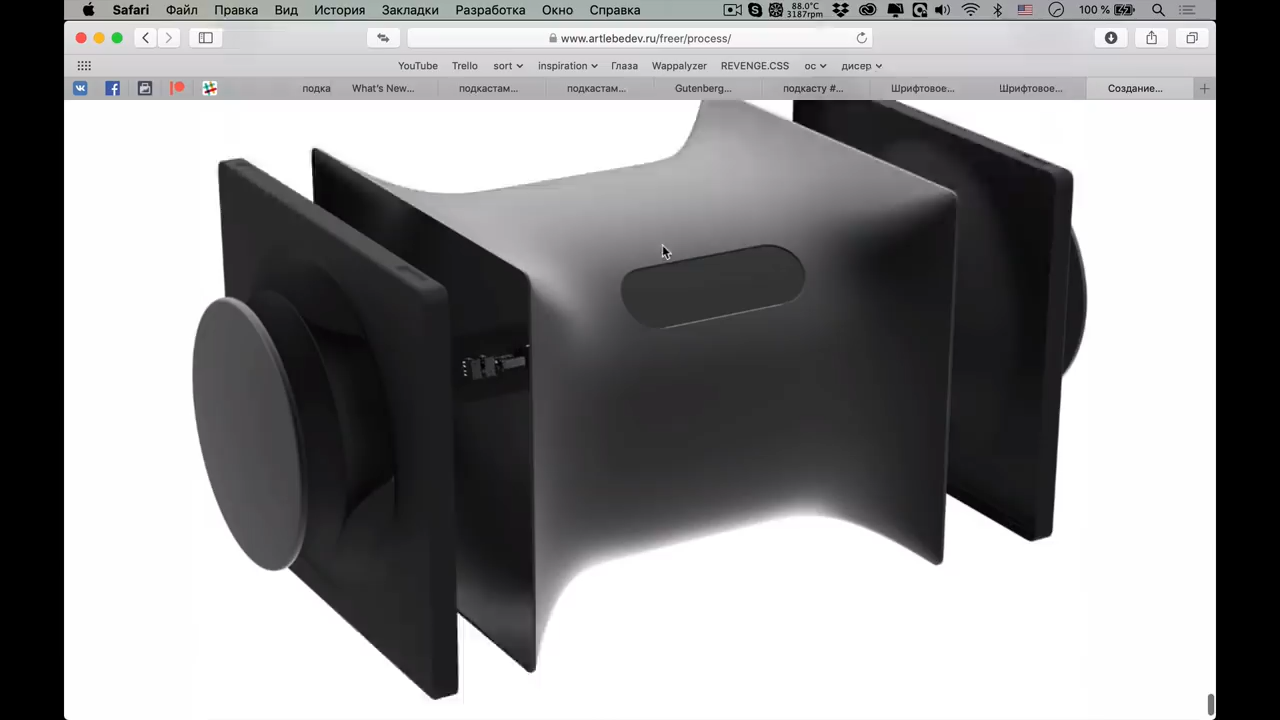 Safari Файл Правка Вид История Закладки Разработка Окно Справка 88.0°C 3187rpm 100 %
www.artlebedev.ru/freer/process/
YouTube Trello sort inspiration Глаза Wappalyzer REVENGE.CSS ос дисер
подка What's New... подкастам... подкастам... Gutenberg... подкасту #... Шрифтовое... Шрифтовое... Создание...